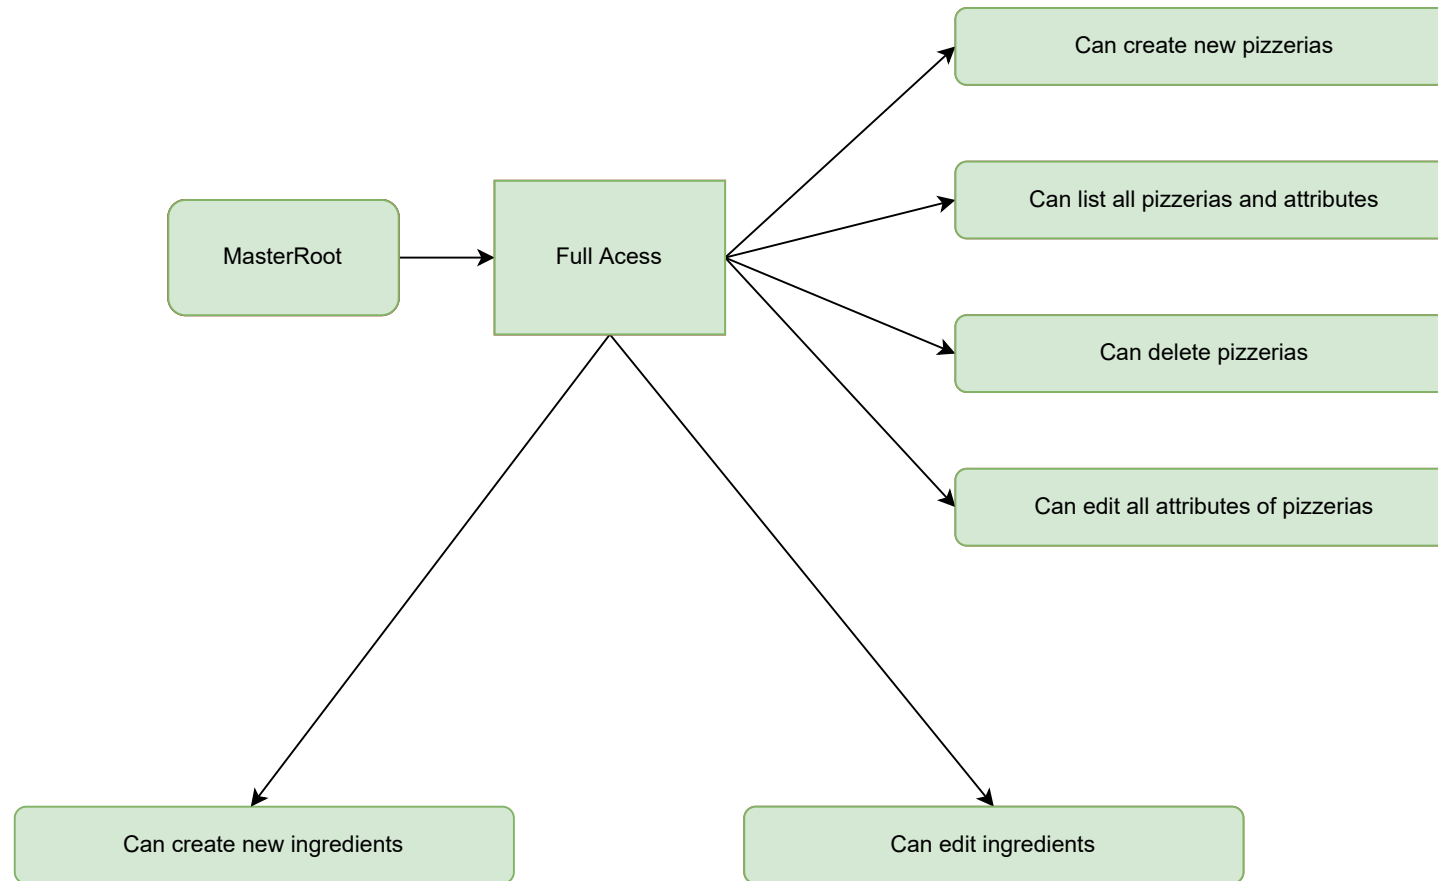 Can create new pizzerias
Can list all pizzerias and attributes
MasterRoot
Full Acess
Can delete pizzerias
Can edit all attributes of pizzerias
Can create new ingredients
Can edit ingredients